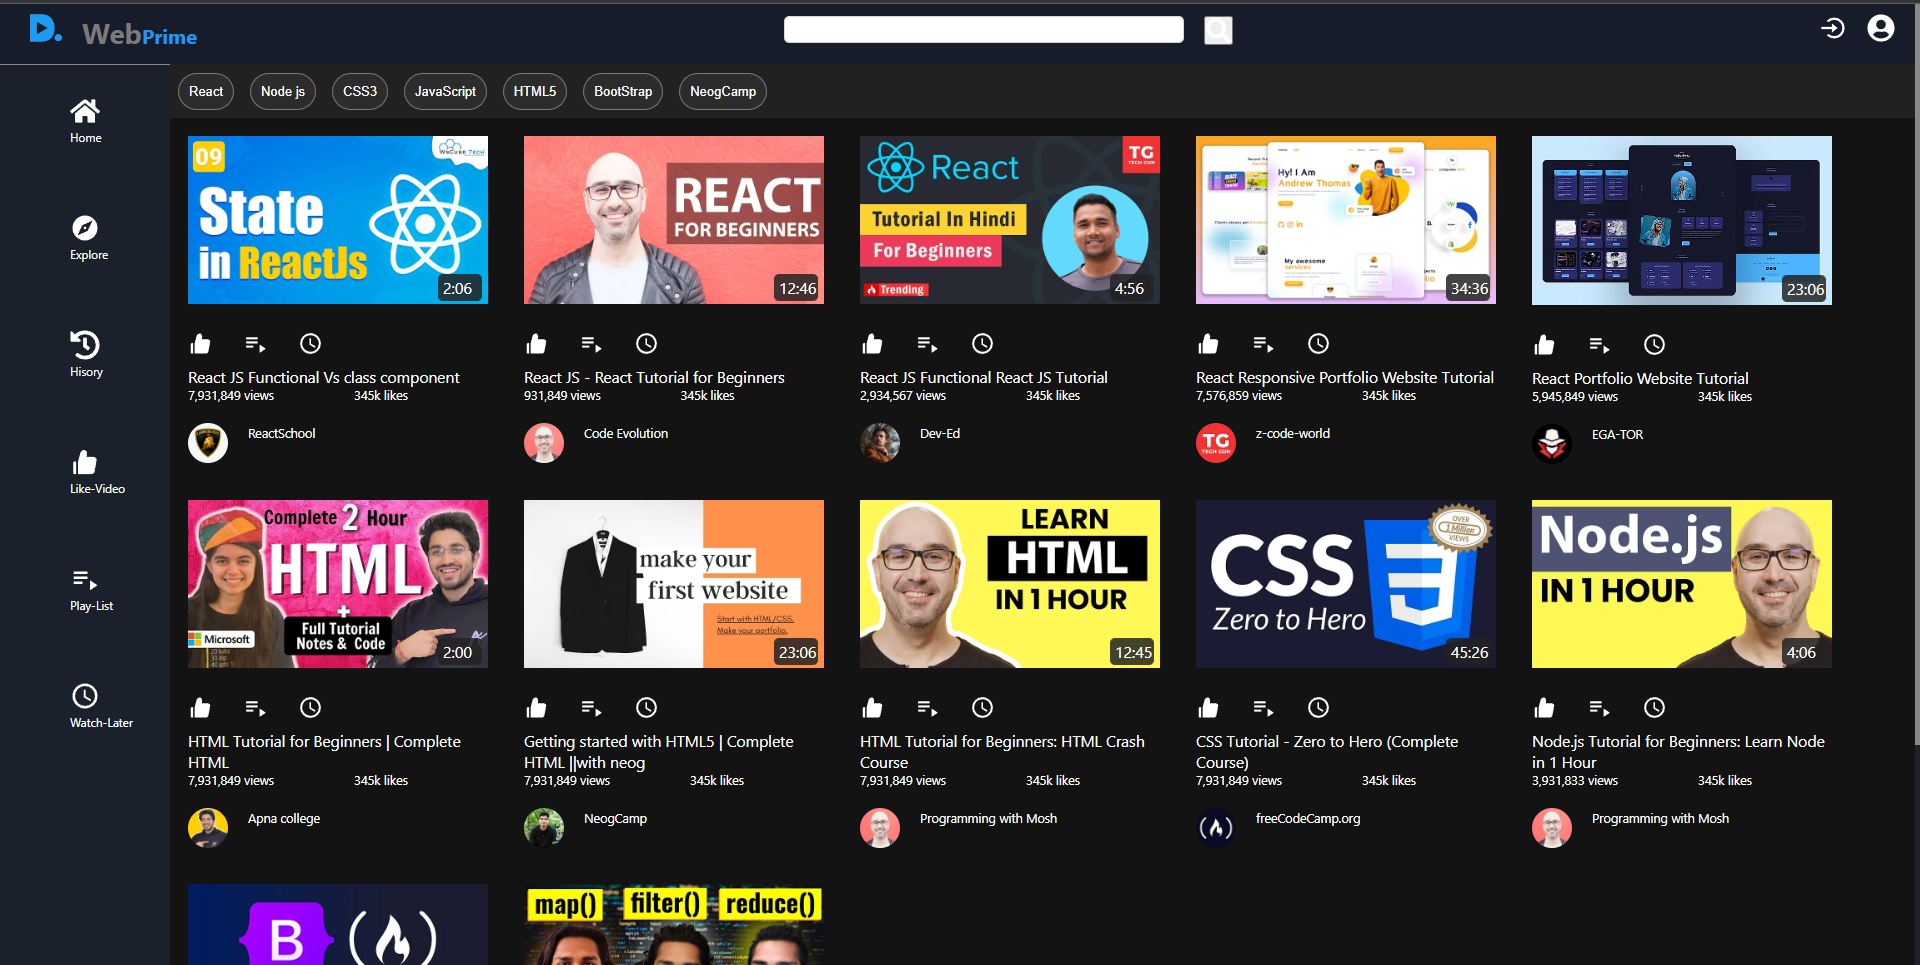 D.
WebPrime
React
Node js
CSS3
JavaScript
HTML5
BootStrap
NeogCamp
Home
Explore
Hisory
Like-Video
Play-List
Watch-Later
09
WsCube Tech
State
in ReactJs
2:06
React JS Functional Vs class component
7,931,849 views
345k likes
ReactSchool
REACT
FOR BEGINNERS
12:46
React JS - React Tutorial for Beginners
931,849 views
345k likes
Code Evolution
React
TG
TECH GUN
Tutorial In Hindi
For Beginners
Trending
4:56
React JS Functional React JS Tutorial
2,934,567 views
345k likes
Dev-Ed
Hy! I Am
Andrew Thomas
My awesome
services
34:36
React Responsive Portfolio Website Tutorial
7,576,859 views
345k likes
TG
TECH GUN
z-code-world
23:06
React Portfolio Website Tutorial
5,945,849 views
345k likes
EGA-TOR
Complete 2 Hour
HTML
+
Full Tutorial
Notes & Code
Microsoft
2:00
HTML Tutorial for Beginners | Complete
HTML
7,931,849 views
345k likes
Apna college
make your
first website
Start with HTML/CSS.
Make your portfolio.
23:06
Getting started with HTML5 | Complete
HTML ||with neog
7,931,849 views
345k likes
NeogCamp
LEARN
HTML
IN 1 HOUR
12:45
HTML Tutorial for Beginners: HTML Crash
Course
7,931,849 views
345k likes
Programming with Mosh
CSS
Zero to Hero
OVER
1 Million
VIEWS
45:26
CSS Tutorial - Zero to Hero (Complete
Course)
7,931,849 views
345k likes
freeCodeCamp.org
Node.js
IN 1 HOUR
4:06
Node.js Tutorial for Beginners: Learn Node
in 1 Hour
3,931,833 views
345k likes
Programming with Mosh
B
map()
filter()
reduce()